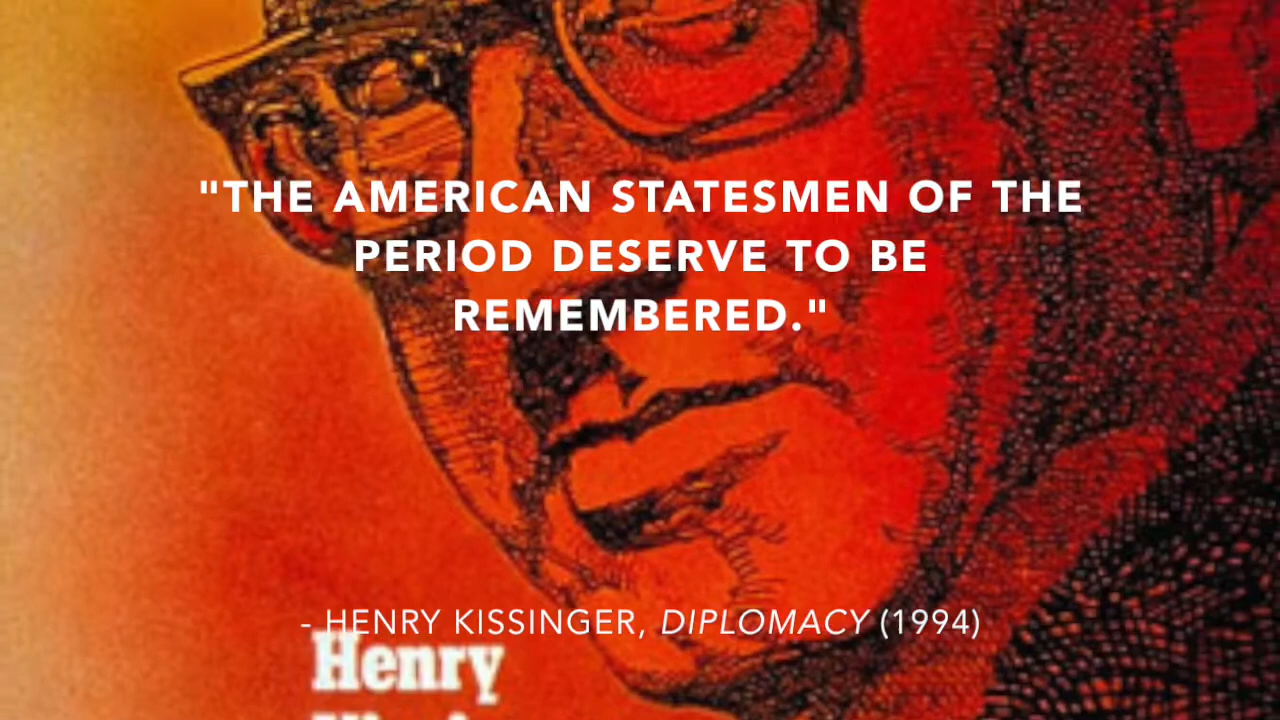 "THE AMERICAN STATESMEN OF THE
PERIOD DESERVE TO BE
REMEMBERED."
- HENRY KISSINGER, DIPLOMACY (1994)
Henry